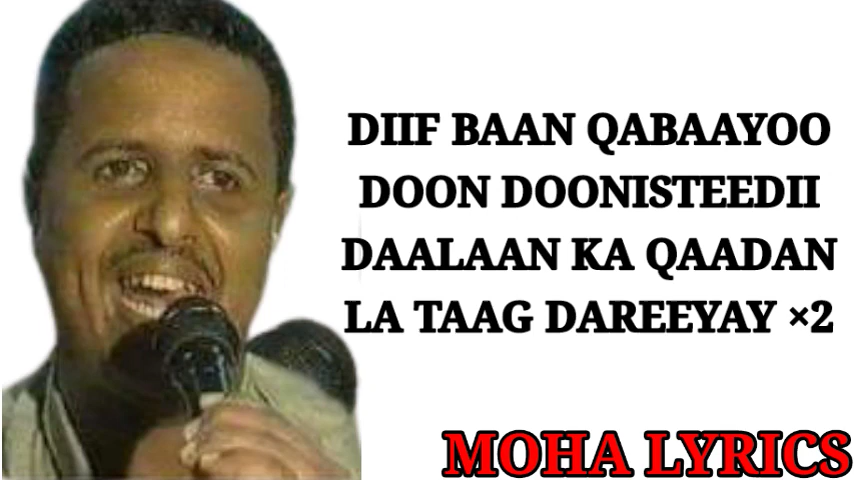 DIIF BAAN QABAAYOO
DOON DOONISTEEDII
DAALAAN KA QAADAN
LA TAAG DAREEYAY ×2
MOHA LYRICS